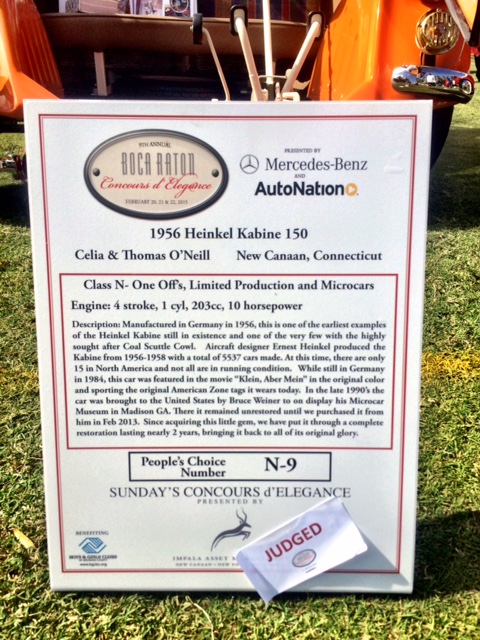 9TH ANNUAL
BOCA RATON
Concours d'Elegance
FEBRUARY 20, 21 & 22, 2015
PRESENTED BY
Mercedes-Benz
AND
AutoNation
1956 Heinkel Kabine 150
Celia & Thomas O'Neill New Canaan, Connecticut
Class N- One Off's, Limited Production and Microcars
Engine: 4 stroke, 1 cyl, 203cc, 10 horsepower
Description: Manufactured in Germany in 1956, this is one of the earliest examples
of the Heinkel Kabine still in existence and one of the very few with the highly
sought after Coal Scuttle Cowl. Aircraft designer Ernest Heinkel produced the
Kabine from 1956-1958 with a total of 5537 cars made. At this time, there are only
15 in North America and not all are in running condition. While still in Germany
in 1984, this car was featured in the movie "Klein, Aber Mein" in the original color
and sporting the original American Zone tags it wears today. In the late 1990's the
car was brought to the United States by Bruce Weiner to on display his Microcar
Museum in Madison GA. There it remained unrestored until we purchased it from
him in Feb 2013. Since acquiring this little gem, we have put it through a complete
restoration lasting nearly 2 years, bringing it back to all of its original glory.
People's Choice
Number N-9
SUNDAY'S CONCOURS d'ELEGANCE
PRESENTED BY
BENEFITING
BOYS & GIRLS CLUBS
www.bgcbc.org
IMPALA ASSET
NEW CANAAN
JUDGED